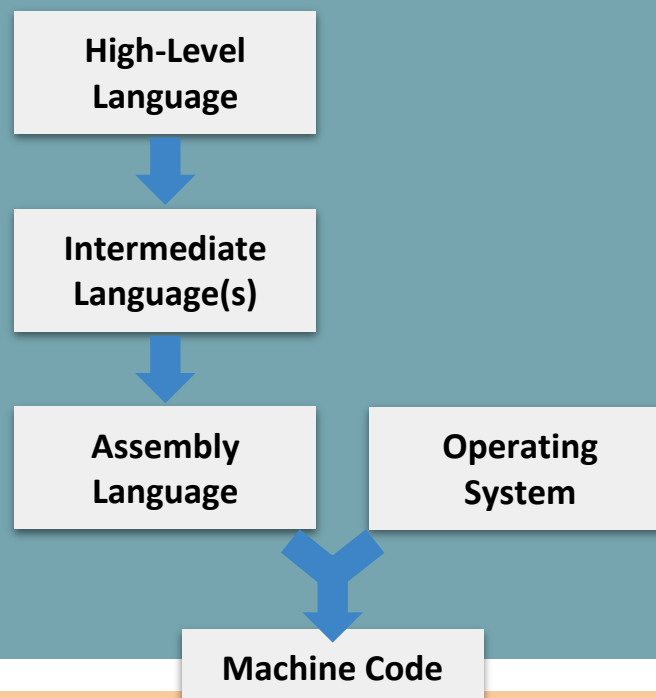 High-Level
Language
Intermediate
Language(s)
Assembly
Language
Operating
System
Machine Code